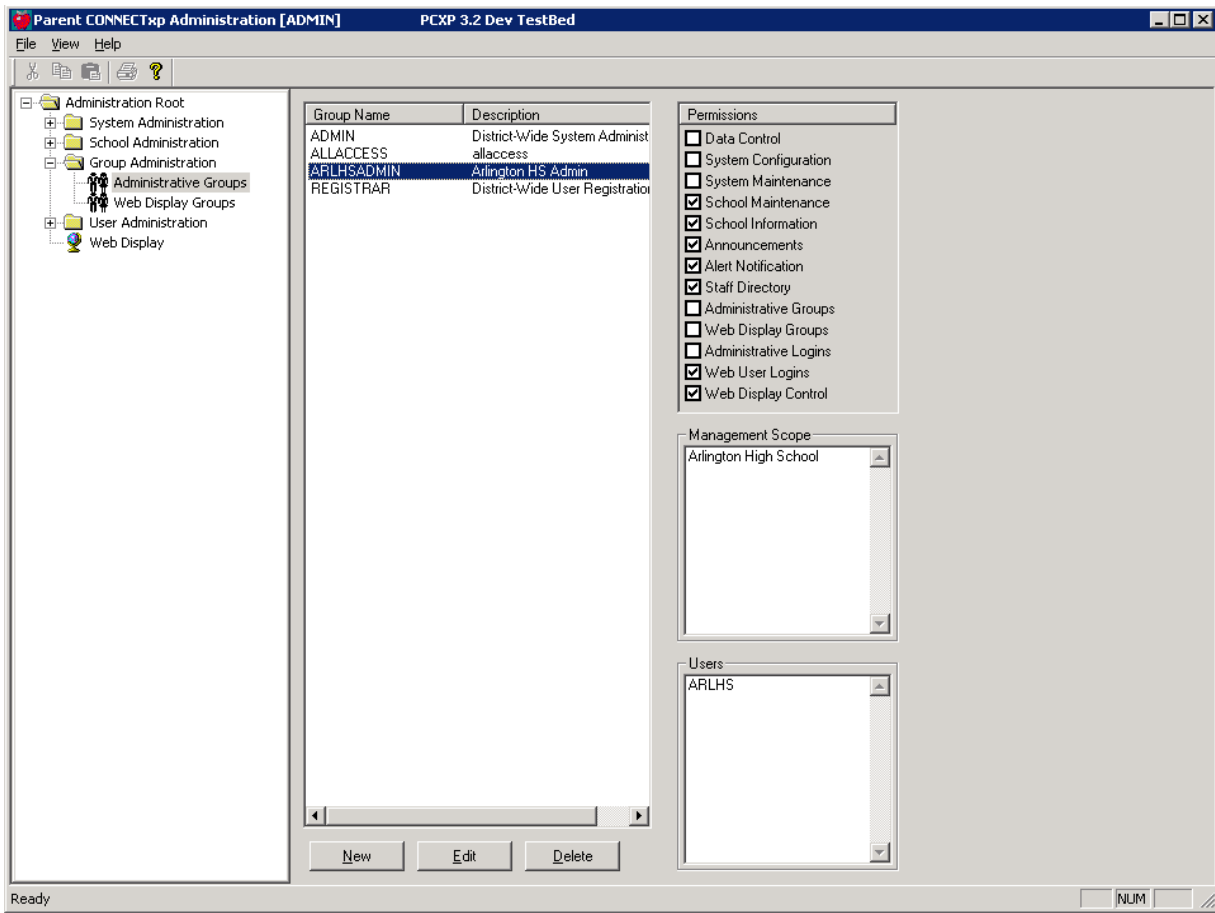 Parent CONNECTxp Administration [ADMIN] PCXP 3.2 Dev TestBed
File View Help
Administration Root
System Administration
School Administration
Group Administration
Administrative Groups
Web Display Groups
User Administration
Web Display
Group Name Description
ADMIN District-Wide System Administ
ALLACCESS allaccess
ARLHSADMIN Arlington HS Admin
REGISTRAR District-Wide User Registration
New Edit Delete
Permissions
Data Control
System Configuration
System Maintenance
School Maintenance
School Information
Announcements
Alert Notification
Staff Directory
Administrative Groups
Web Display Groups
Administrative Logins
Web User Logins
Web Display Control
Management Scope
Arlington High School
Users
ARLHS
Ready NUM